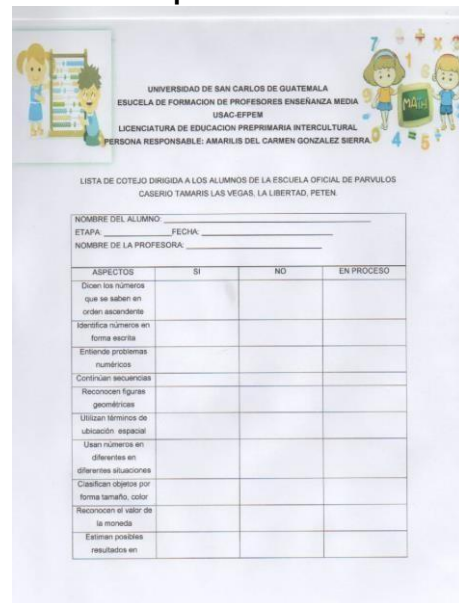 UNIVERSIDAD DE SAN CARLOS DE GUATEMALA
ESUCELA DE FORMACION DE PROFESORES ENSEÑANZA MEDIA
USAC-EFPEM
LICENCIATURA DE EDUCACION PREPRIMARIA INTERCULTURAL
PERSONA RESPONSABLE: AMARILIS DEL CARMEN GONZALEZ SIERRA.
LISTA DE COTEJO DIRIGIDA A LOS ALUMNOS DE LA ESCUELA OFICIAL DE PARVULOS
CASERIO TAMARIS LAS VEGAS, LA LIBERTAD, PETEN.
NOMBRE DEL ALUMNO:
ETAPA: FECHA:
NOMBRE DE LA PROFESORA:
ASPECTOS SI NO EN PROCESO
Dicen los números
que se saben en
orden ascendente
Identifica números en
forma escrita
Entiende problemas
numéricos
Continúen secuencias
Reconocen figuras
geométricas
Utilizan términos de
ubicación espacial
Usan números en
diferentes en
diferentes situaciones
Clasifican objetos por
forma tamaño, color
Reconocen el valor de
la moneda
Estiman posibles
resultados en